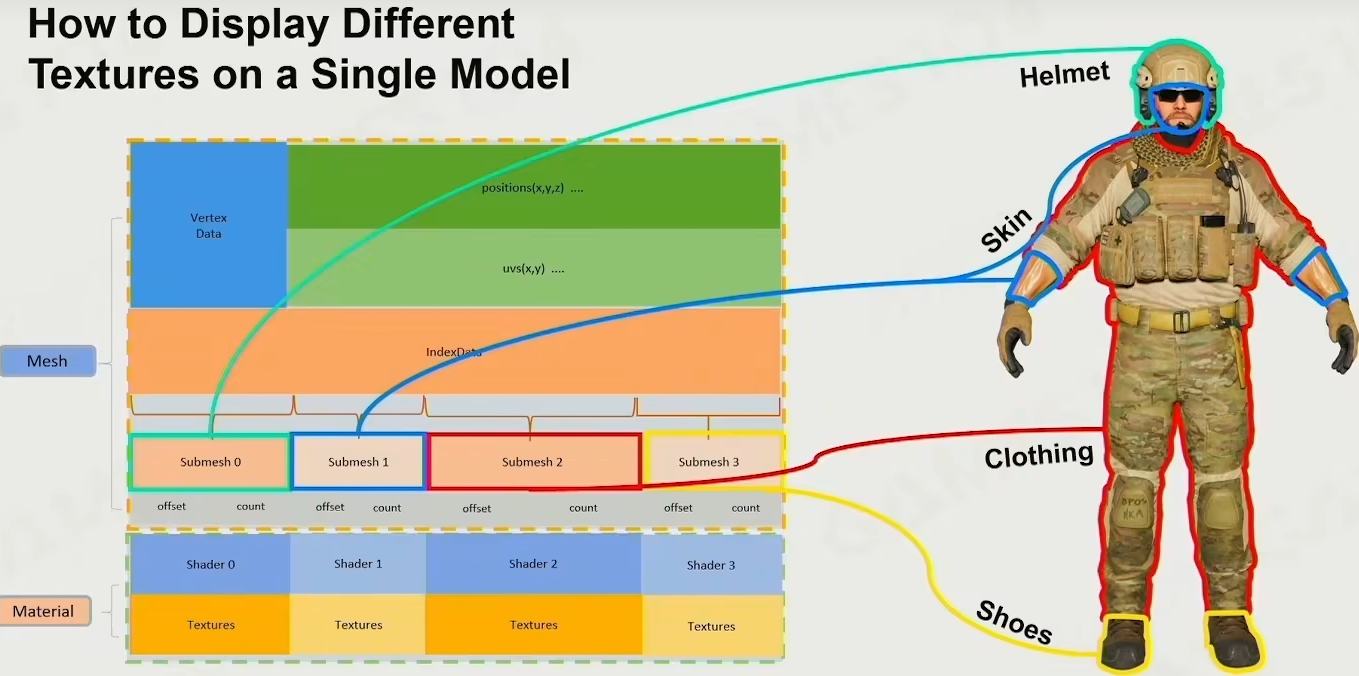 How to Display Different
Textures on a Single Model
Helmet
Skin
Clothing
Shoes
Mesh
Vertex
Data
positions(x,y,z) ....
uvs(x,y) ....
IndexData
Submesh 0
Submesh 1
Submesh 2
Submesh 3
offset
count
offset
count
offset
count
offset
count
Material
Shader 0
Shader 1
Shader 2
Shader 3
Textures
Textures
Textures
Textures